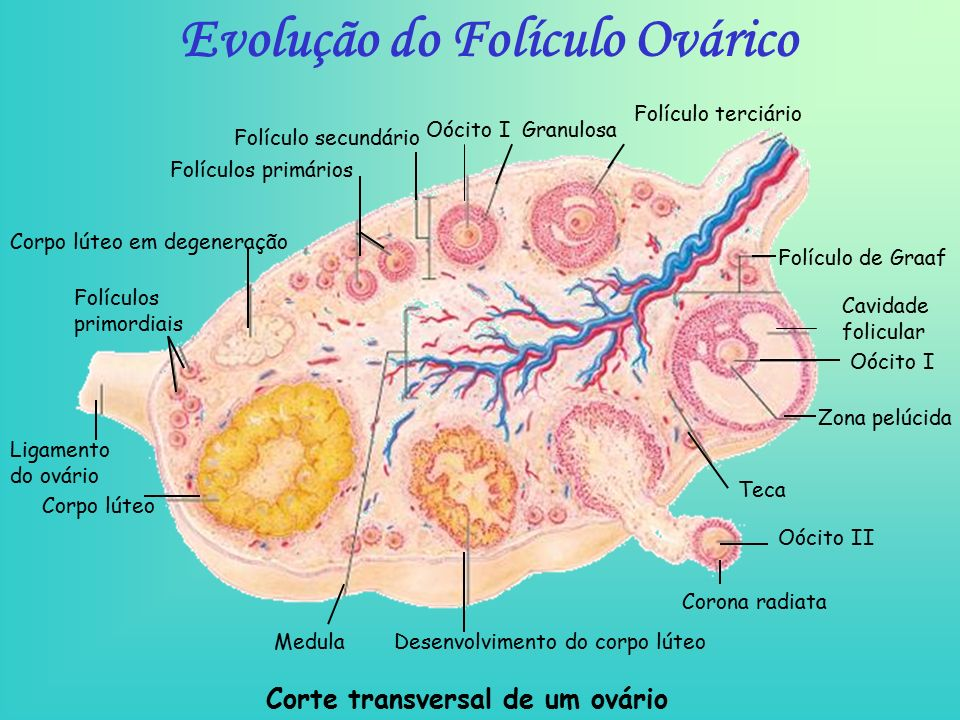 Evolução do Folículo Ovárico
Folículo terciário
Oócito I
Granulosa
Folículo secundário
Folículos primários
Corpo lúteo em degeneração
Folículo de Graaf
Folículos
primordiais
Cavidade
folicular
Oócito I
Zona pelúcida
Ligamento
do ovário
Teca
Corpo lúteo
Oócito II
Corona radiata
Medula
Desenvolvimento do corpo lúteo
Corte transversal de um ovário